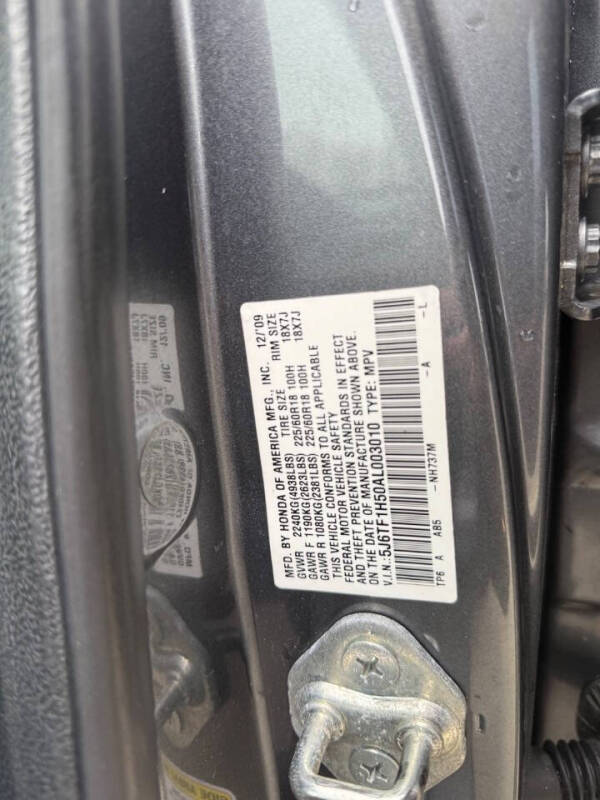 MFD. BY HONDA OF AMERICA MFG., INC. 12/09
GVWR 2240KG(4938LBS) TIRE SIZE RIM SIZE
GAWR F 1190KG(2623LBS) 225/60R18 100H 18X7J
GAWR R 1080KG(2381LBS) 225/60R18 100H 18X7J
THIS VEHICLE CONFORMS TO ALL APPLICABLE
FEDERAL MOTOR VEHICLE SAFETY
AND THEFT PREVENTION STANDARDS IN EFFECT
ON THE DATE OF MANUFACTURE SHOWN ABOVE.
V.I.N.: 5J6TF1H50AL003010 TYPE: MPV
TP6 A AB5 -NH737M -A -L